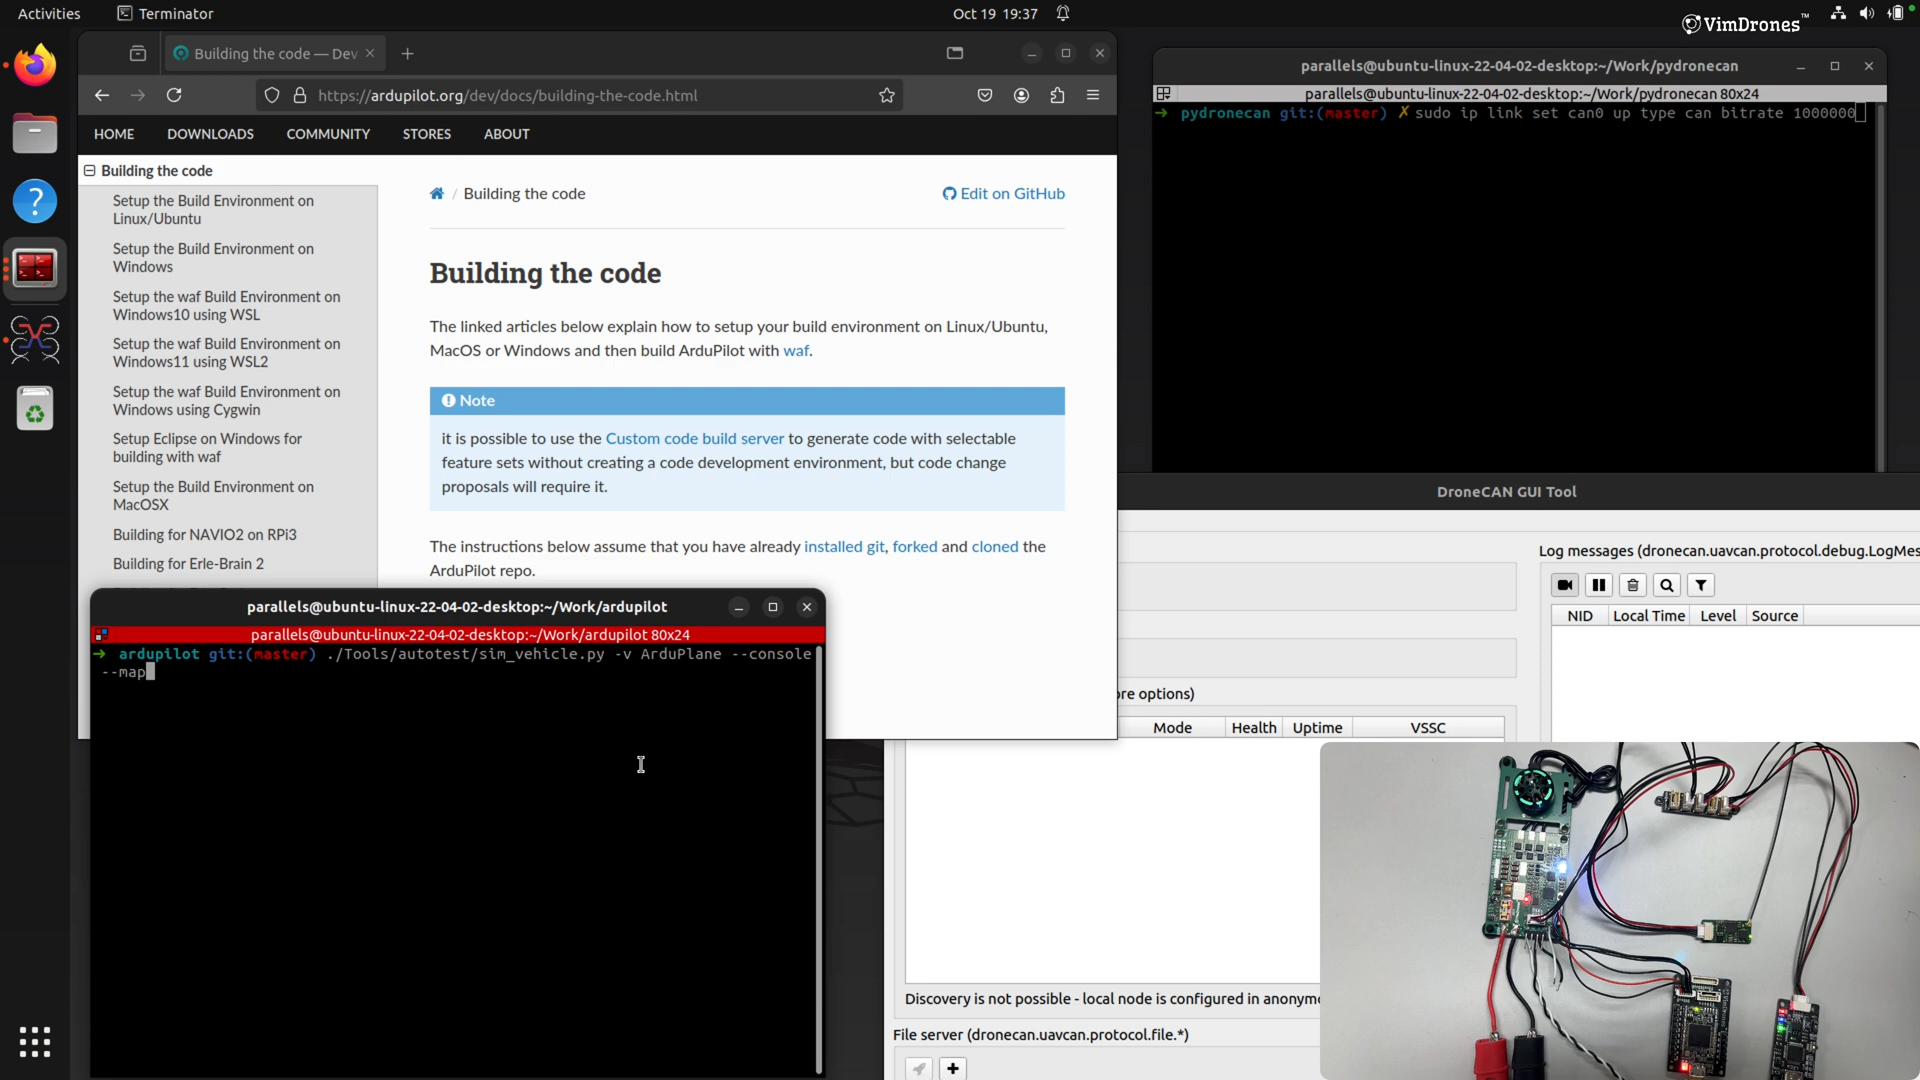 Activities
Terminator
Oct 19 19:37
VimDrones™
Building the code — Dev
https://ardupilot.org/dev/docs/building-the-code.html
HOME
DOWNLOADS
COMMUNITY
STORES
ABOUT
Building the code
Setup the Build Environment on
Linux/Ubuntu
Setup the Build Environment on
Windows
Setup the waf Build Environment on
Windows10 using WSL
Setup the waf Build Environment on
Windows11 using WSL2
Setup the waf Build Environment on
Windows using Cygwin
Setup Eclipse on Windows for
building with waf
Setup the Build Environment on
MacOSX
Building for NAVIO2 on RPi3
Building for Erle-Brain 2
/ Building the code
Edit on GitHub
Building the code
The linked articles below explain how to setup your build environment on Linux/Ubuntu,
MacOS or Windows and then build ArduPilot with waf.
Note
it is possible to use the Custom code build server to generate code with selectable
feature sets without creating a code development environment, but code change
proposals will require it.
The instructions below assume that you have already installed git, forked and cloned the
ArduPilot repo.
parallels@ubuntu-linux-22-04-02-desktop:~/Work/pydronecan
parallels@ubuntu-linux-22-04-02-desktop:~/Work/pydronecan 80x24
➜ pydronecan git:(master) ✗ sudo ip link set can0 up type can bitrate 1000000
parallels@ubuntu-linux-22-04-02-desktop:~/Work/ardupilot
parallels@ubuntu-linux-22-04-02-desktop:~/Work/ardupilot 80x24
➜ ardupilot git:(master) ./Tools/autotest/sim_vehicle.py -v ArduPlane --console
--map
DroneCAN GUI Tool
Log messages (dronecan.uavcan.protocol.debug.LogMes
NID
Local Time
Level
Source
re options)
Mode
Health
Uptime
VSSC
Discovery is not possible - local node is configured in anonymo
File server (dronecan.uavcan.protocol.file.*)